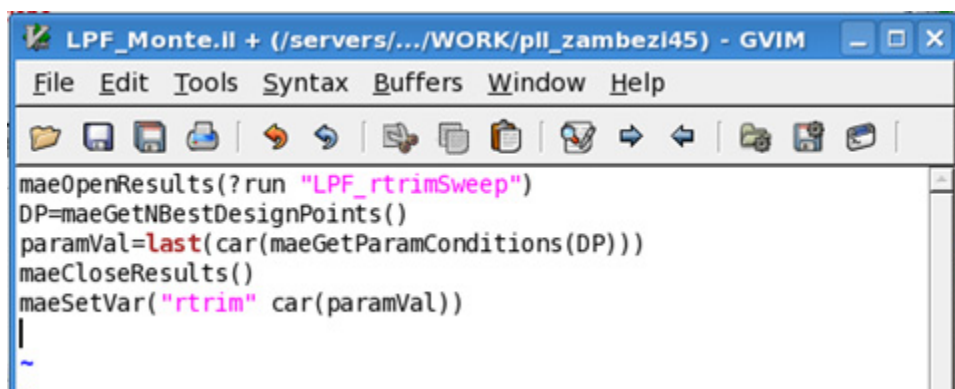 LPF_Monte.il + (/servers/.../WORK/pll_zambezi45) - GVIM
File Edit Tools Syntax Buffers Window Help
maeOpenResults(?run "LPF_rtrimSweep")
DP=maeGetNBestDesignPoints()
paramVal=last(car(maeGetParamConditions(DP)))
maeCloseResults()
maeSetVar("rtrim" car(paramVal))
~